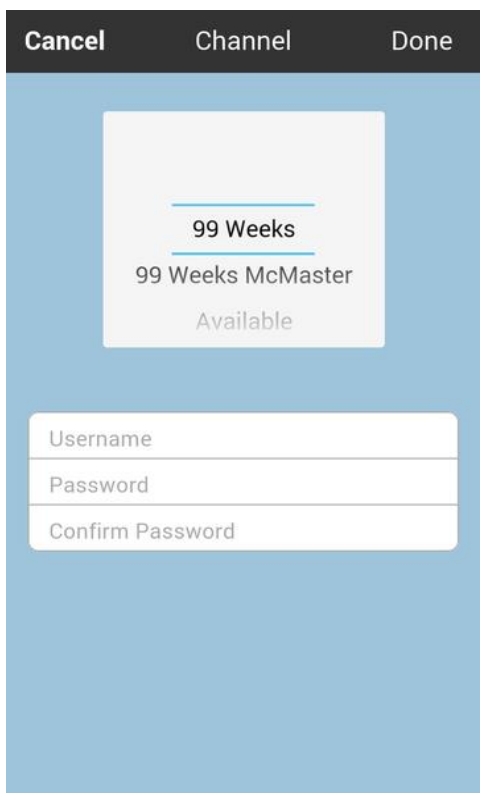 Cancel Channel Done
99 Weeks
99 Weeks McMaster
Available
Username
Password
Confirm Password